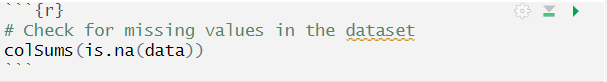 ```{r}
# Check for missing values in the dataset
colSums(is.na(data))
```